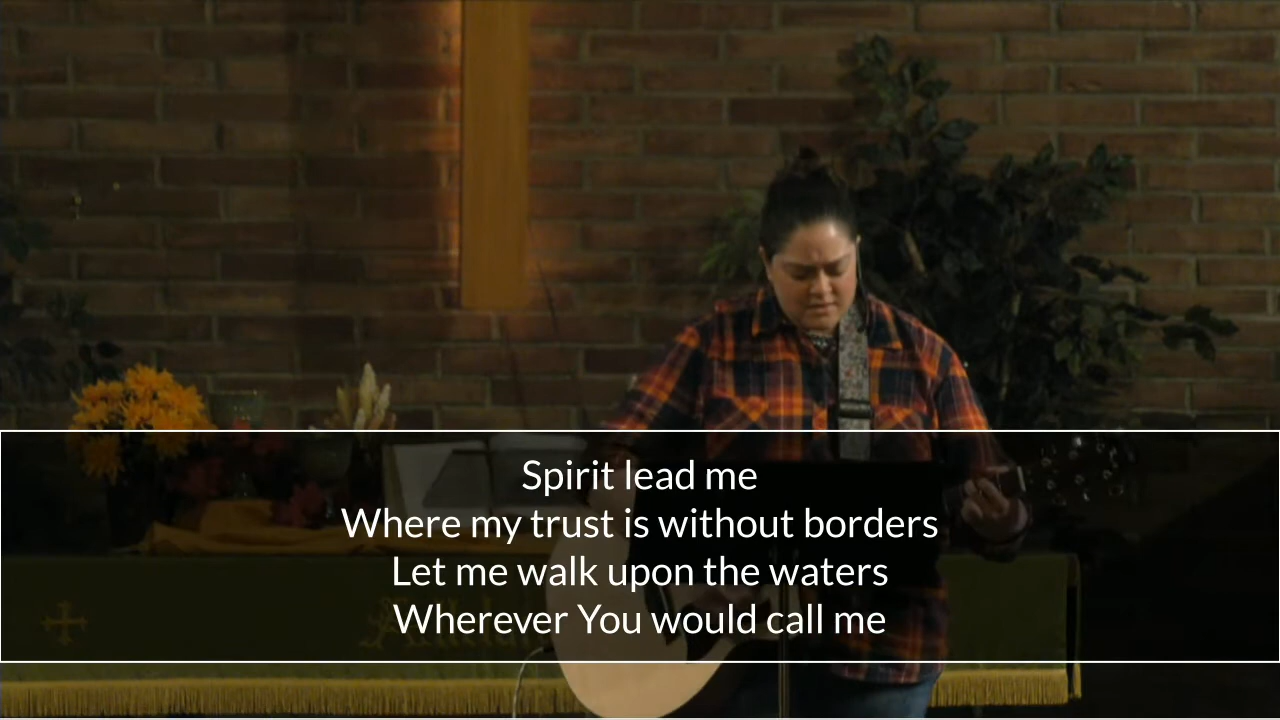 Spirit lead me
Where my trust is without borders
Let me walk upon the waters
Wherever You would call me